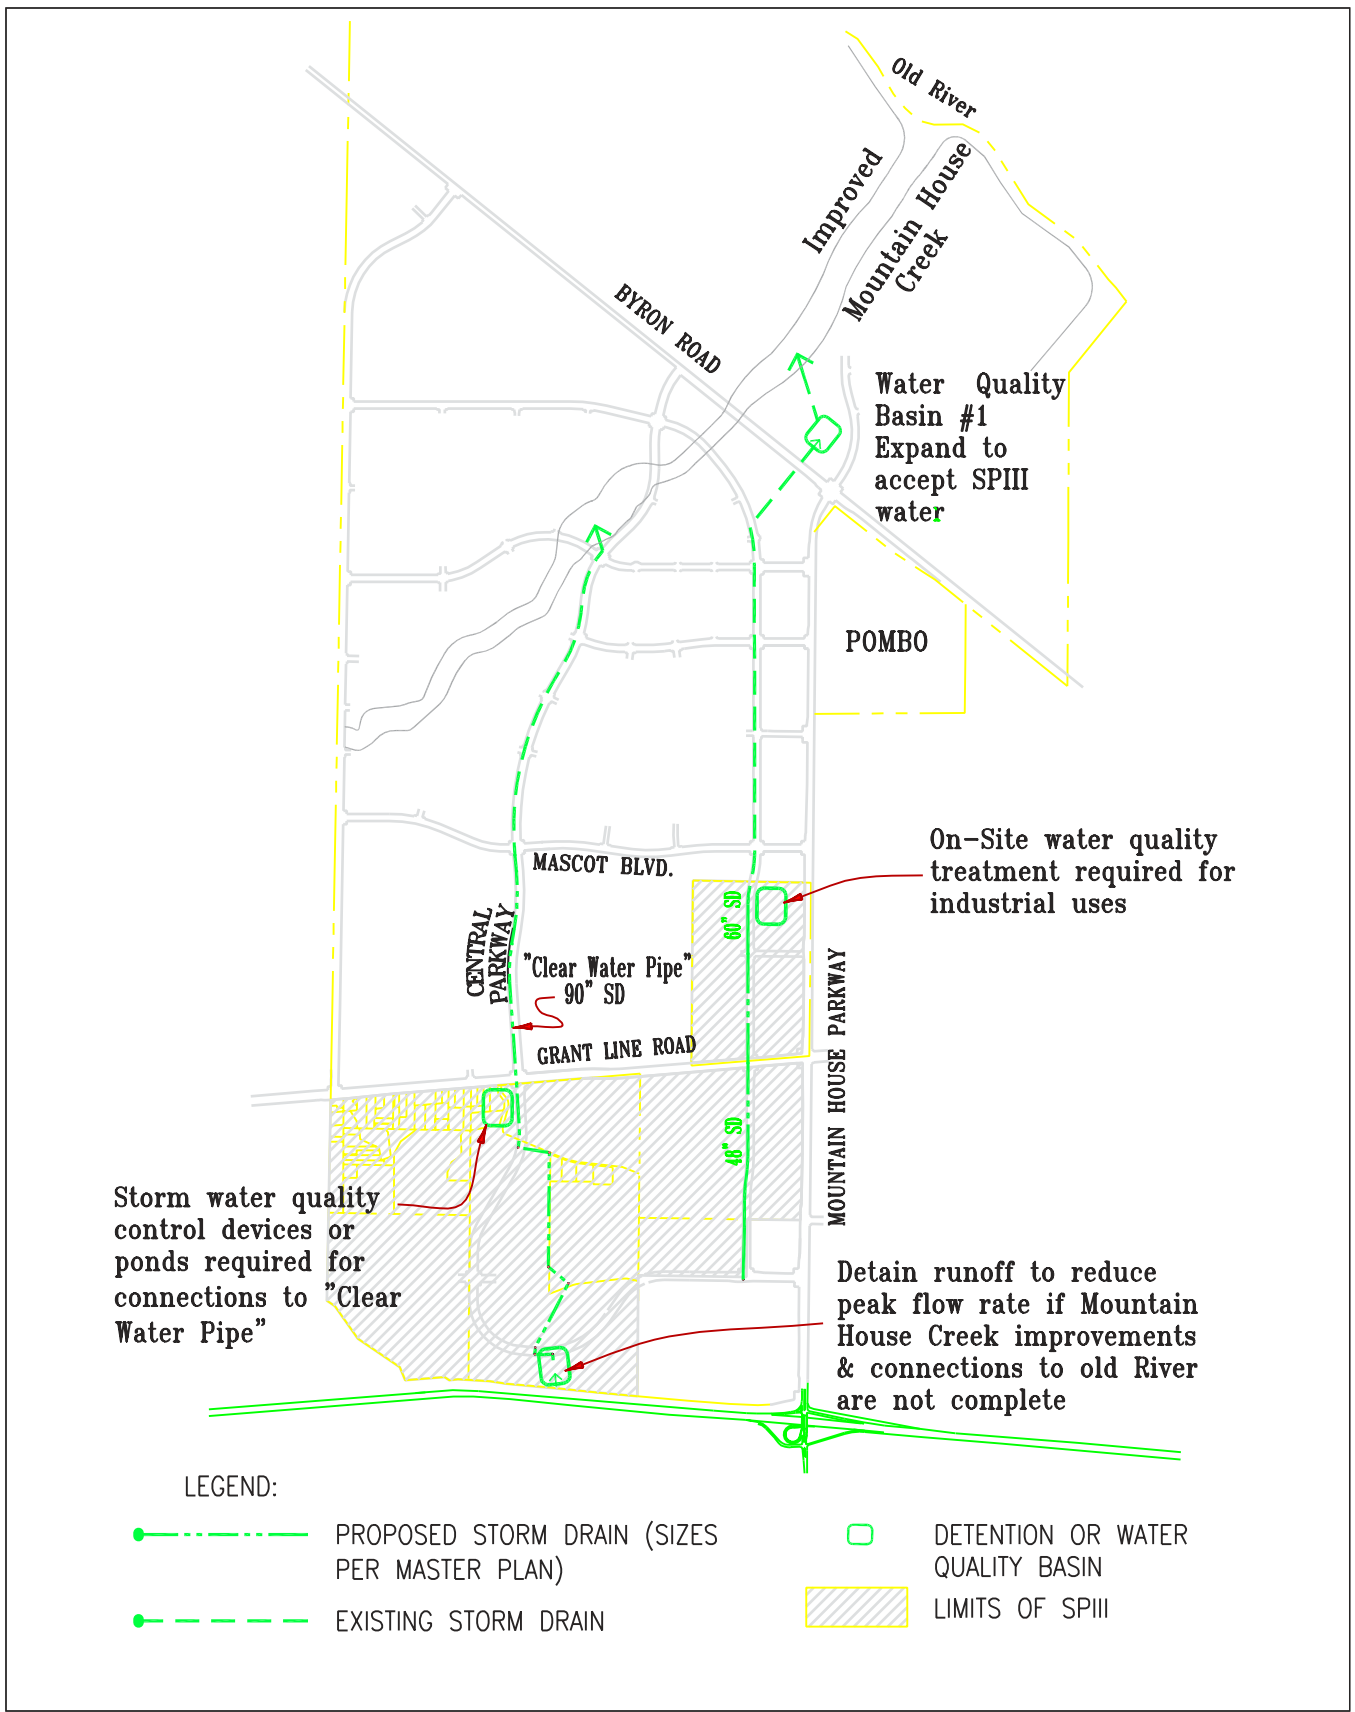 Old River
Improved
Mountain House
Creek
BYRON ROAD
Water Quality
Basin #1
Expand to
accept SPIII
water
POMBO
On-Site water quality
treatment required for
industrial uses
MASCOT BLVD.
60" SD
CENTRAL
PARKWAY
"Clear Water Pipe"
90" SD
GRANT LINE ROAD
MOUNTAIN HOUSE PARKWAY
48" SD
Storm water quality
control devices or
ponds required for
connections to "Clear
Water Pipe"
Detain runoff to reduce
peak flow rate if Mountain
House Creek improvements
& connections to old River
are not complete
LEGEND:
PROPOSED STORM DRAIN (SIZES
PER MASTER PLAN)
EXISTING STORM DRAIN
DETENTION OR WATER
QUALITY BASIN
LIMITS OF SPIII